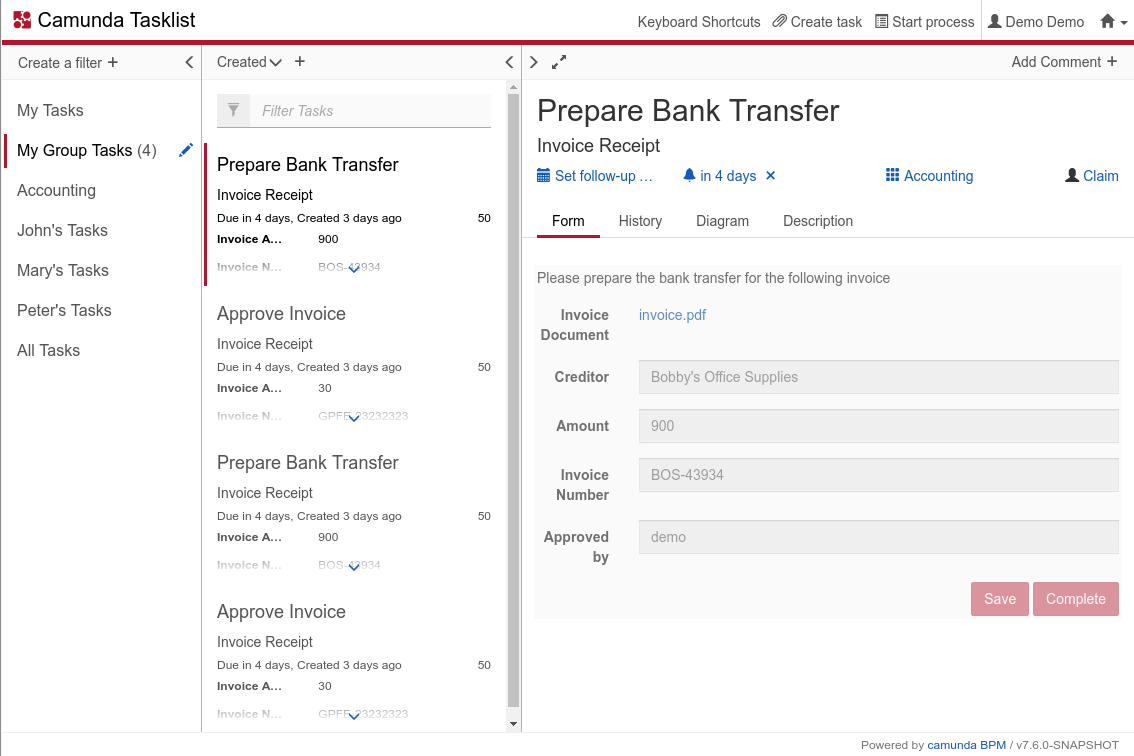 Camunda Tasklist
Keyboard Shortcuts Create task Start process Demo Demo
Create a filter +
My Tasks
My Group Tasks (4)
Accounting
John's Tasks
Mary's Tasks
Peter's Tasks
All Tasks
Created +
Filter Tasks
Prepare Bank Transfer
Invoice Receipt
Due in 4 days, Created 3 days ago 50
Invoice A... 900
Invoice N... BOS-43934
Approve Invoice
Invoice Receipt
Due in 4 days, Created 3 days ago 50
Invoice A... 30
Invoice N... GPFE-23232323
Prepare Bank Transfer
Invoice Receipt
Due in 4 days, Created 3 days ago 50
Invoice A... 900
Invoice N... BOS-43934
Approve Invoice
Invoice Receipt
Due in 4 days, Created 3 days ago 50
Invoice A... 30
Invoice N... GPFE-23232323
Add Comment +
Prepare Bank Transfer
Invoice Receipt
Set follow-up ... in 4 days × Accounting Claim
Form History Diagram Description
Please prepare the bank transfer for the following invoice
Invoice
Document
invoice.pdf
Creditor Bobby's Office Supplies
Amount 900
Invoice
Number
BOS-43934
Approved
by
demo
Save Complete
Powered by camunda BPM / v7.6.0-SNAPSHOT